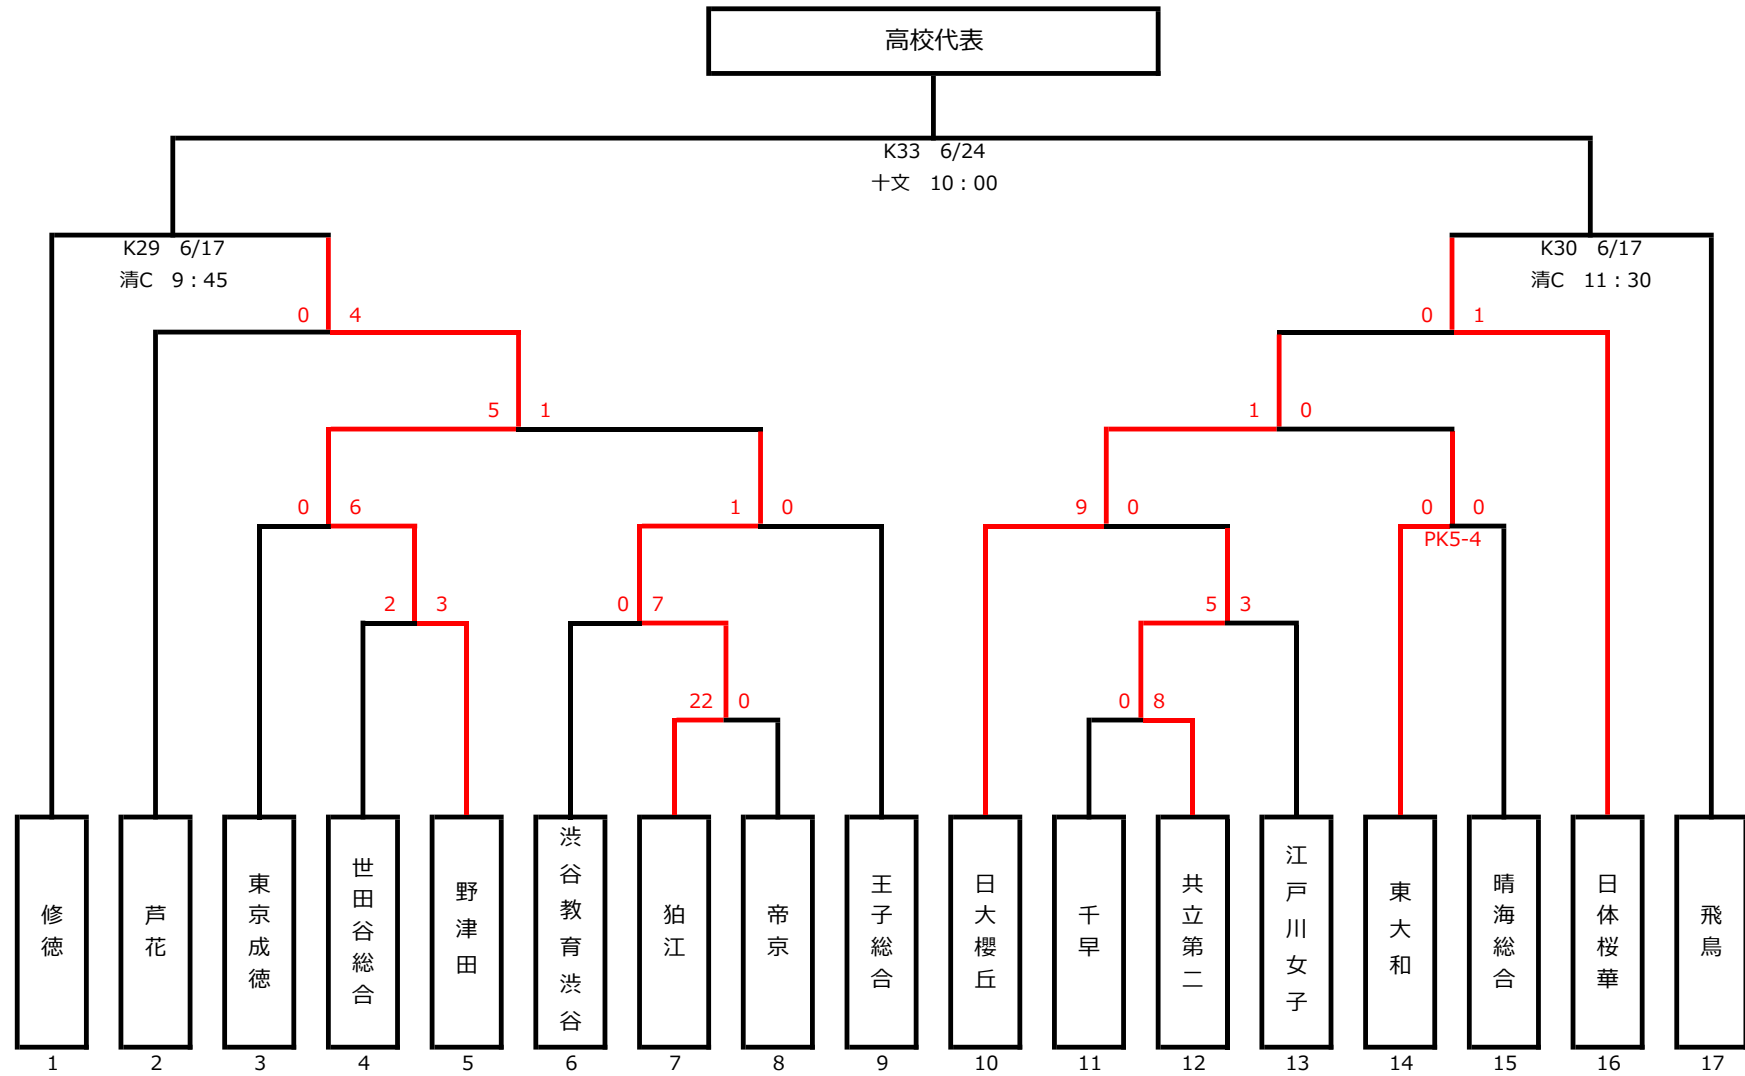 高校代表
K33 6/24
十文 10：00
K29 6/17
清C 9：45
K30 6/17
清C 11：30
0 4
0 1
5 1
1 0
0 6
1 0
9 0
0 0
PK5-4
2 3
0 7
5 3
22 0
0 8
修徳
芦花
東京成徳
世田谷総合
野津田
渋谷教育渋谷
狛江
帝京
王子総合
日大櫻丘
千早
共立第二
江戸川女子
東大和
晴海総合
日体桜華
飛鳥
1 2 3 4 5 6 7 8 9 10 11 12 13 14 15 16 17